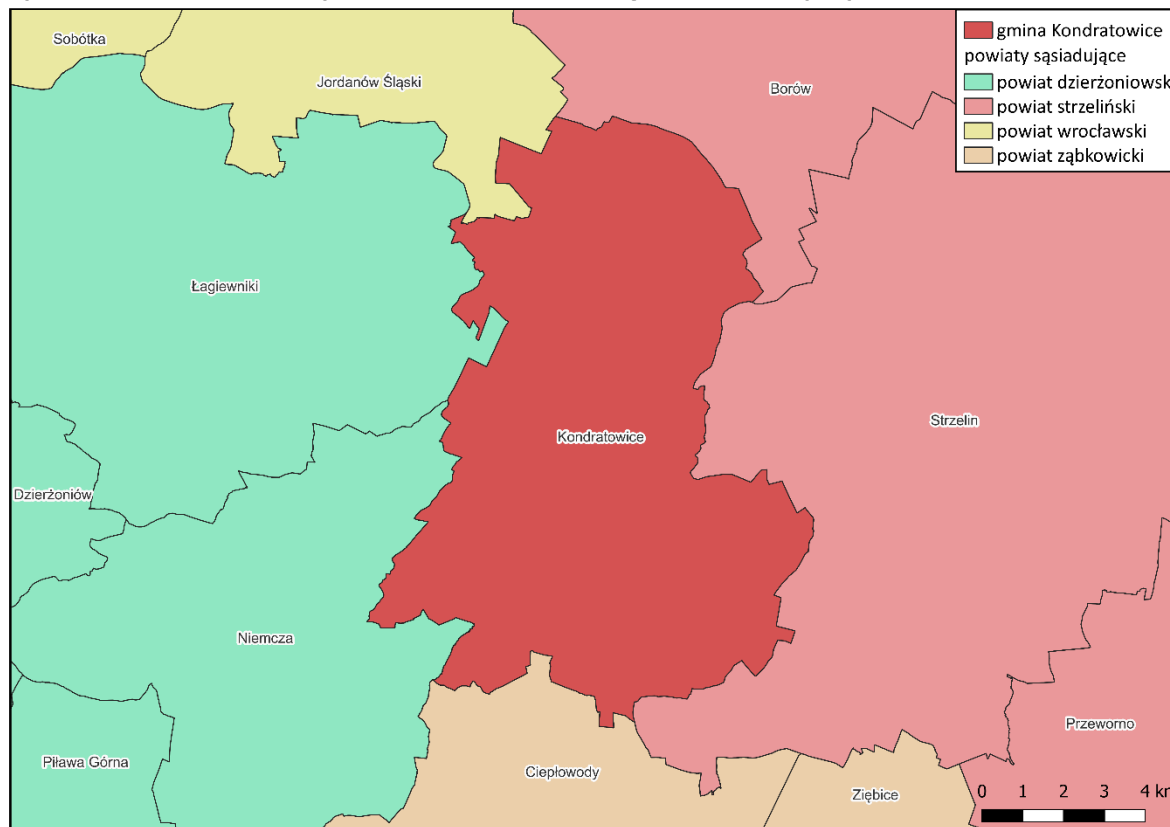 Sobótka
Jordanów Śląski
Borów
gmina Kondratowice
powiaty sąsiadujące
powiat dzierżoniowsk
powiat strzeliński
powiat wrocławski
powiat ząbkowicki
Łagiewniki
Strzelin
Kondratowice
Dzierżoniów
Niemcza
Przeworno
Piława Górna
Ciepłowody
Ziębice
0 1 2 3 4 km